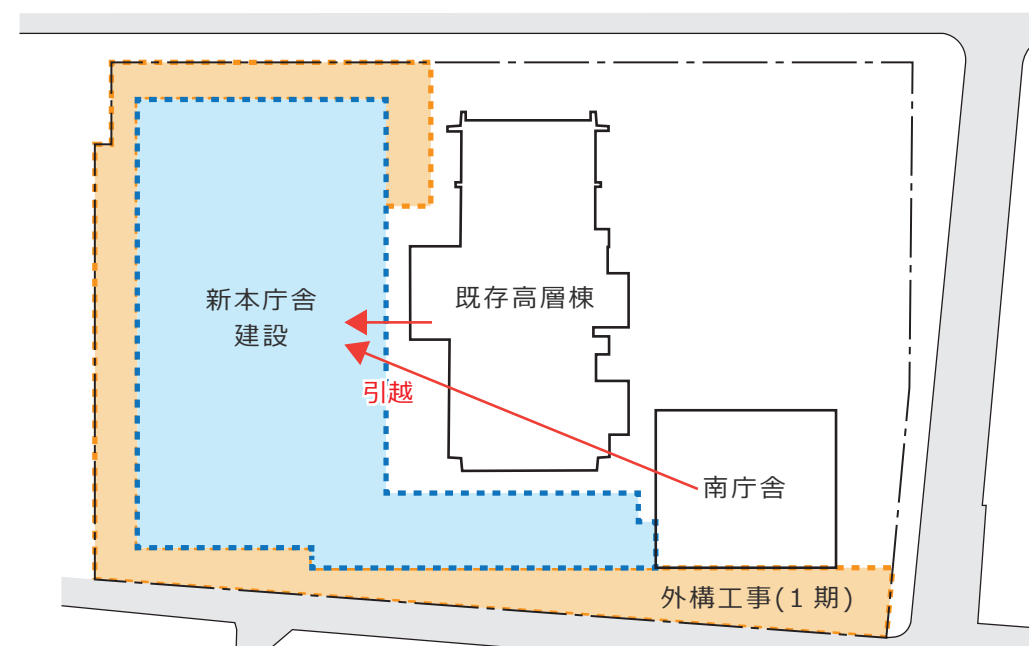 新本庁舎
建設
既存高層棟
引越
南庁舎
外構工事(1期)